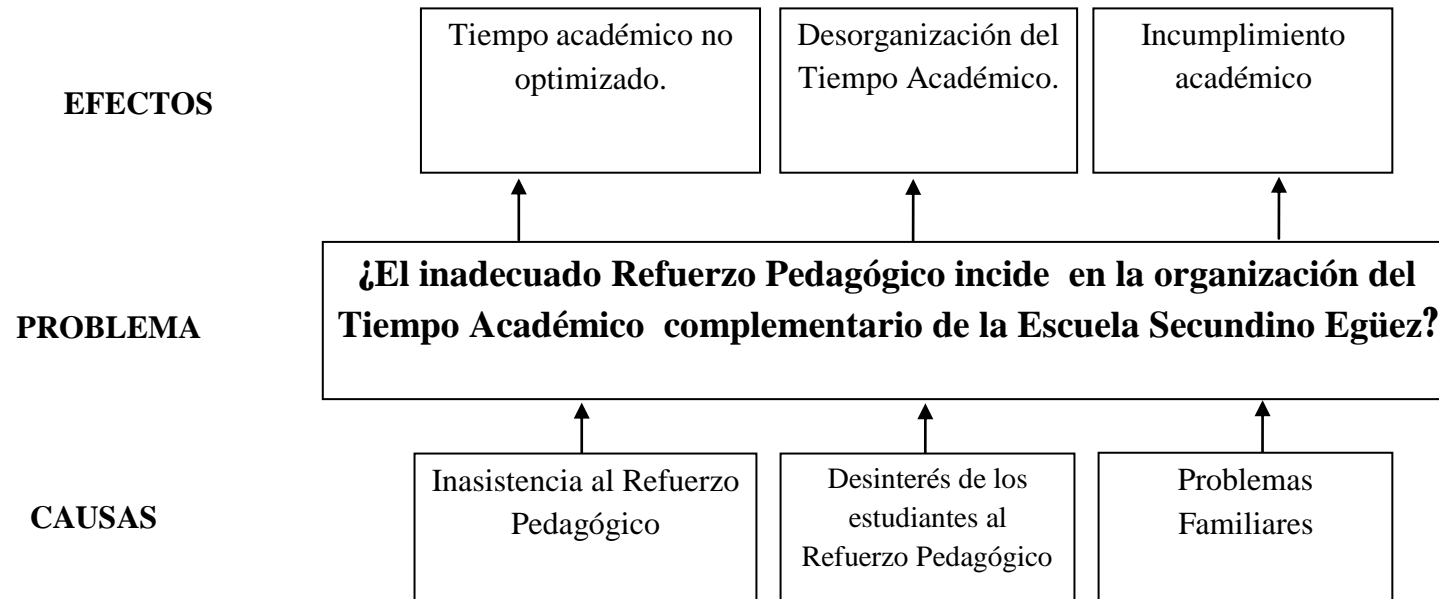 EFECTOS
Tiempo académico no
optimizado.
Desorganización del
Tiempo Académico.
Incumplimiento
académico
PROBLEMA
¿El inadecuado Refuerzo Pedagógico incide en la organización del
Tiempo Académico complementario de la Escuela Secundino Egüez?
CAUSAS
Inasistencia al Refuerzo
Pedagógico
Desinterés de los
estudiantes al
Refuerzo Pedagógico
Problemas
Familiares